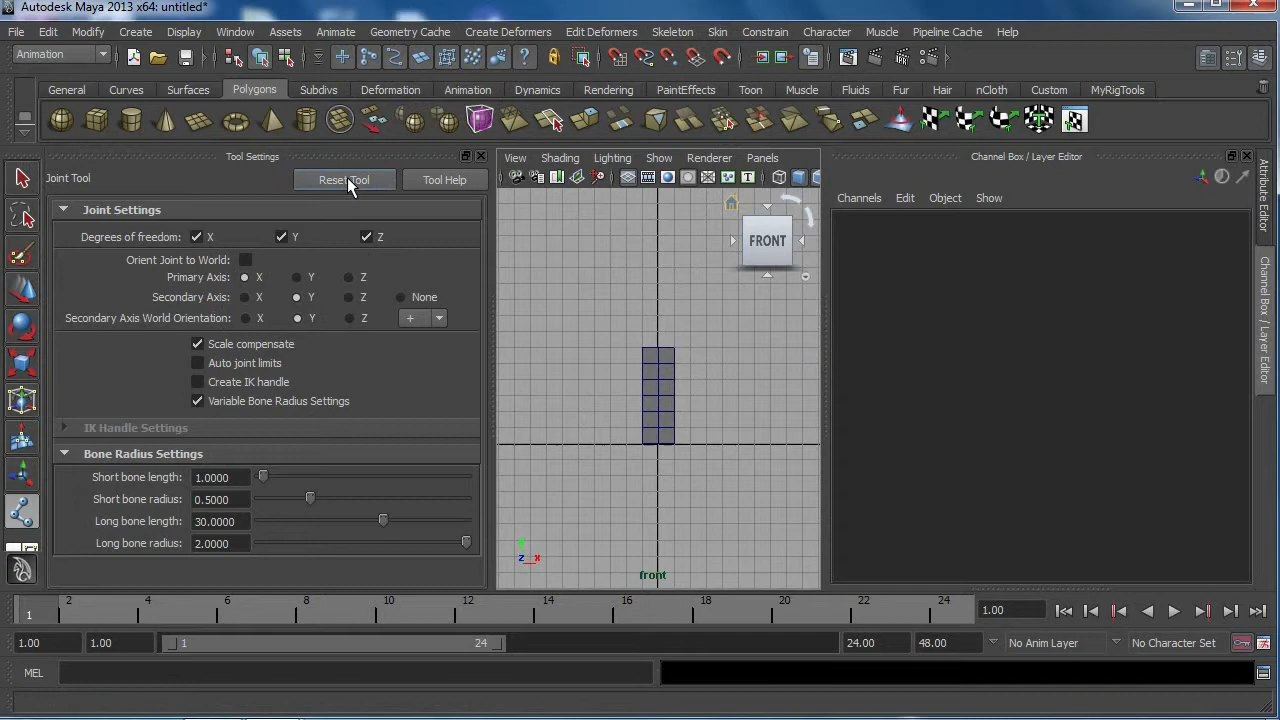 Autodesk Maya 2013 x64: untitled*
File Edit Modify Create Display Window Assets Animate Geometry Cache Create Deformers Edit Deformers Skeleton Skin Constrain Character Muscle Pipeline Cache Help
Animation
General Curves Surfaces Polygons Subdivs Deformation Animation Dynamics Rendering PaintEffects Toon Muscle Fluids Fur Hair nCloth Custom MyRigTools
Tool Settings
Joint Tool Reset Tool Tool Help
Joint Settings
Degrees of freedom: X Y Z
Orient Joint to World:
Primary Axis: X Y Z
Secondary Axis: X Y Z None
Secondary Axis World Orientation: X Y Z +
Scale compensate
Auto joint limits
Create IK handle
Variable Bone Radius Settings
IK Handle Settings
Bone Radius Settings
Short bone length: 1.0000
Short bone radius: 0.5000
Long bone length: 30.0000
Long bone radius: 2.0000
View Shading Lighting Show Renderer Panels
FRONT
y
z x
front
Channel Box / Layer Editor
Channels Edit Object Show
Attribute Editor
Channel Box / Layer Editor
1 2 4 6 8 10 12 14 16 18 20 22 24 1.00
1.00 1.00 1 24 24.00 48.00 No Anim Layer No Character Set
MEL